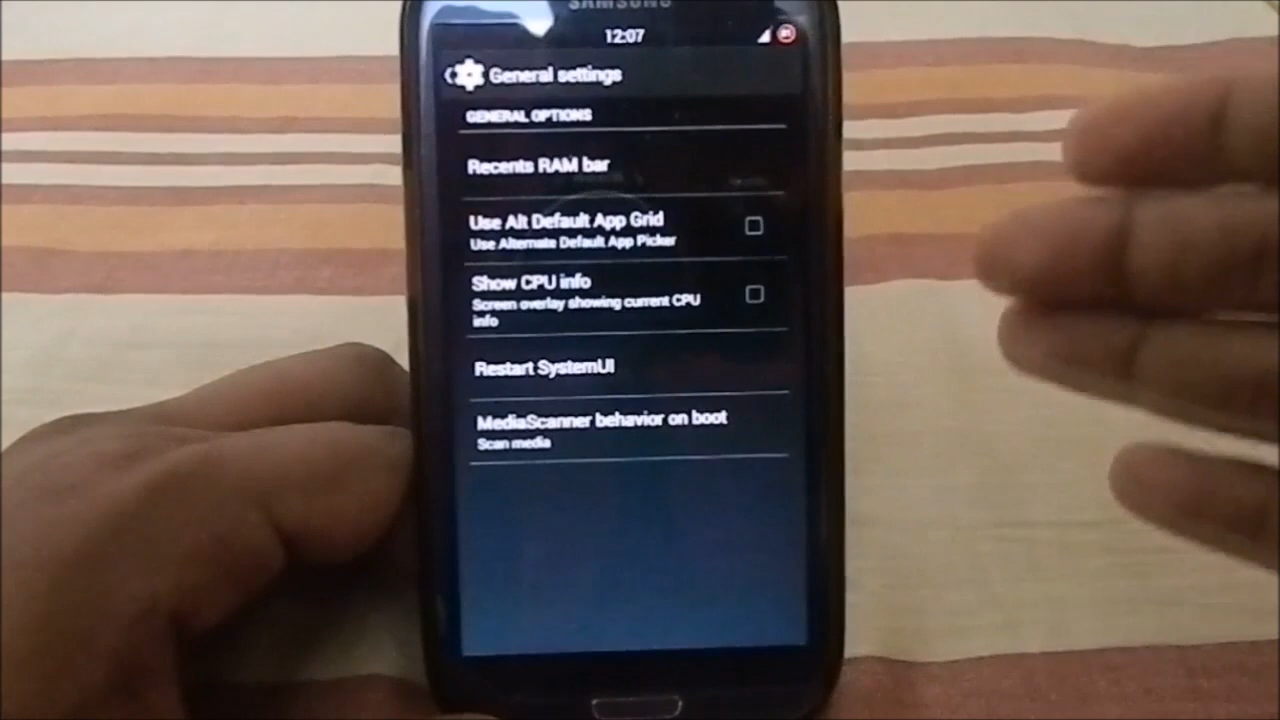 SAMSUNG
12:07
General settings
GENERAL OPTIONS
Recents RAM bar
Use Alt Default App Grid
Use Alternate Default App Picker
Show CPU info
Screen overlay showing current CPU
info
Restart SystemUI
MediaScanner behavior on boot
Scan media